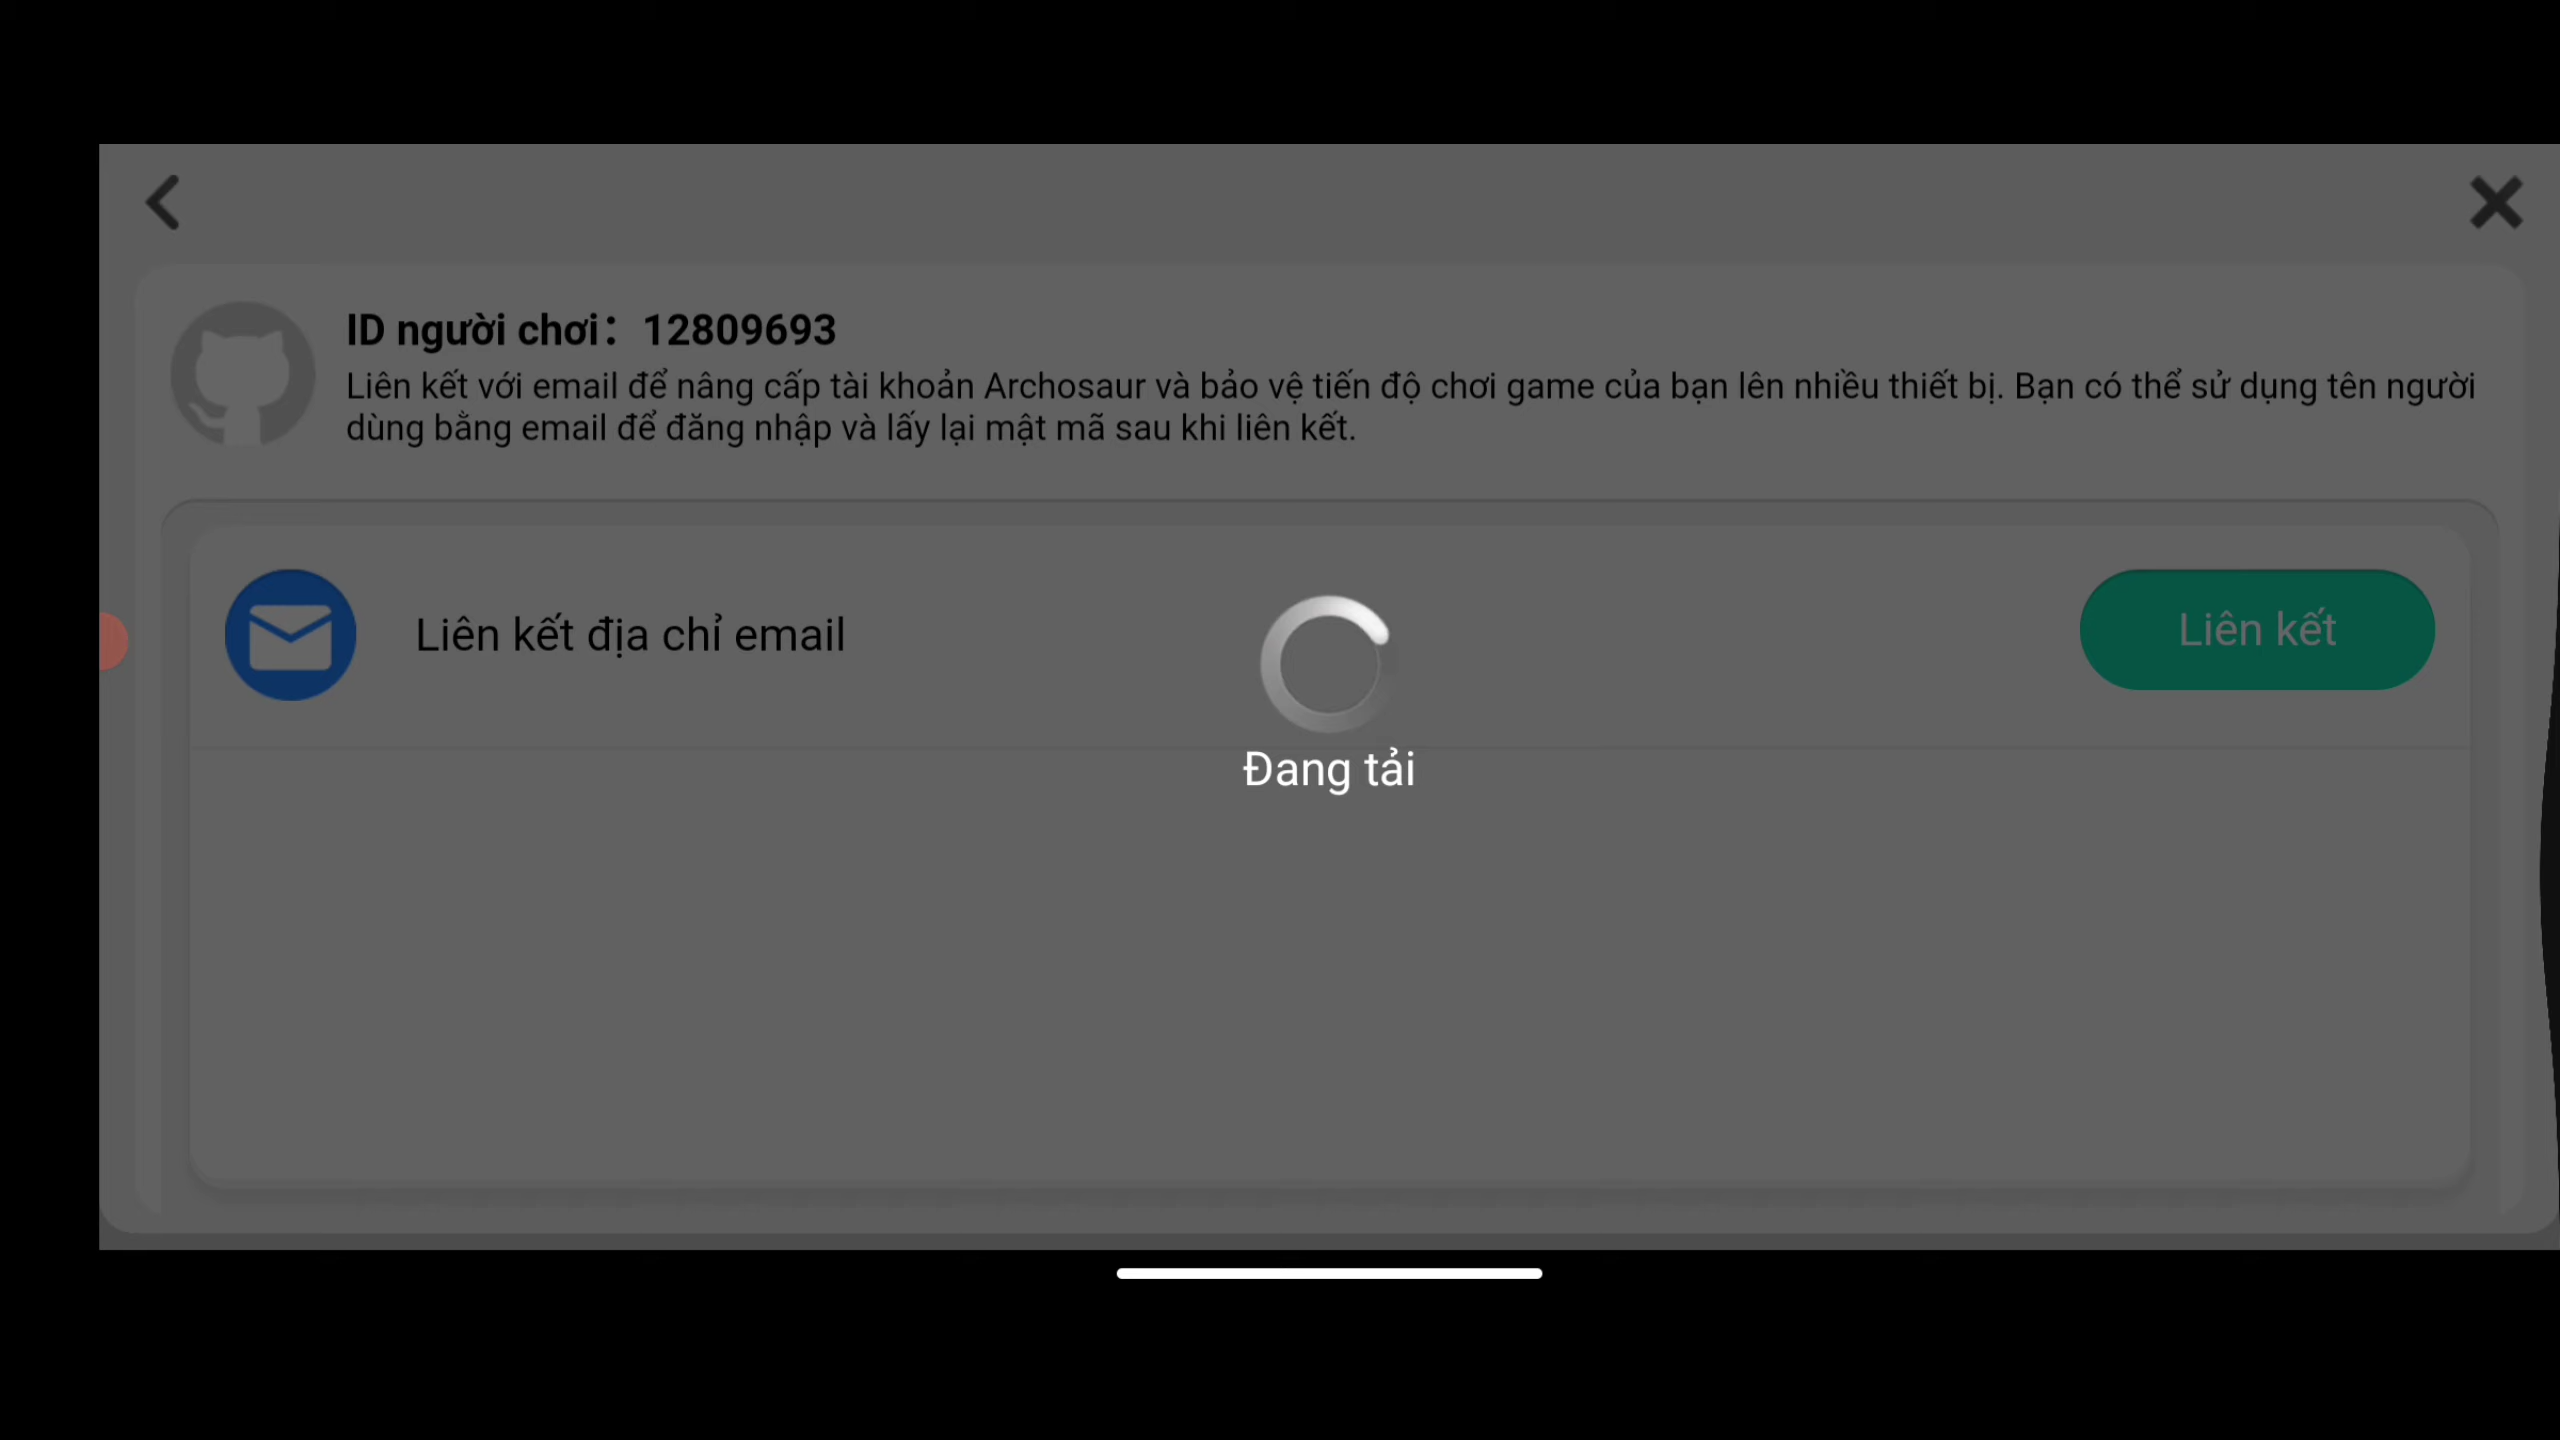 ID người chơi：12809693
Liên kết với email để nâng cấp tài khoản Archosaur và bảo vệ tiến độ chơi game của bạn lên nhiều thiết bị. Bạn có thể sử dụng tên người
dùng bằng email để đăng nhập và lấy lại mật mã sau khi liên kết.
Liên kết địa chỉ email
Liên kết
Đang tải